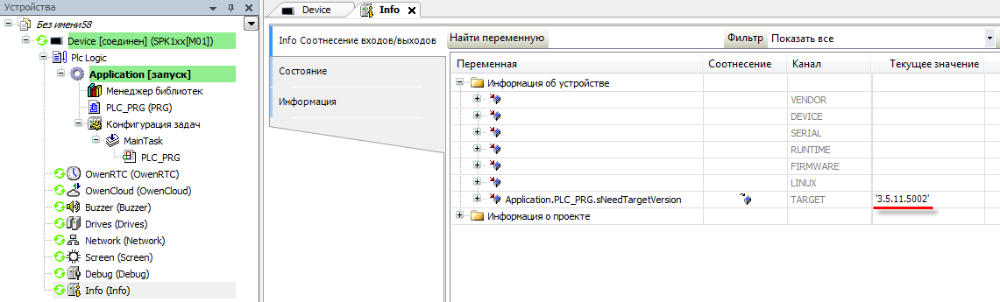 Устройства
Без имени58
Device [соединен] (SPK1xx[M01])
Plc Logic
Application [запуск]
Менеджер библиотек
PLC_PRG (PRG)
Конфигурация задач
MainTask
PLC_PRG
OwenRTC (OwenRTC)
OwenCloud (OwenCloud)
Buzzer (Buzzer)
Drives (Drives)
Network (Network)
Screen (Screen)
Debug (Debug)
Info (Info)
Device
Info
Info Соотнесение входов/выходов
Состояние
Информация
Найти переменную
Фильтр Показать все
Переменная Соотнесение Канал Текущее значение
Информация об устройстве
VENDOR
DEVICE
SERIAL
RUNTIME
FIRMWARE
LINUX
Application.PLC_PRG.sNeedTargetVersion TARGET '3.5.11.5002'
Информация о проекте